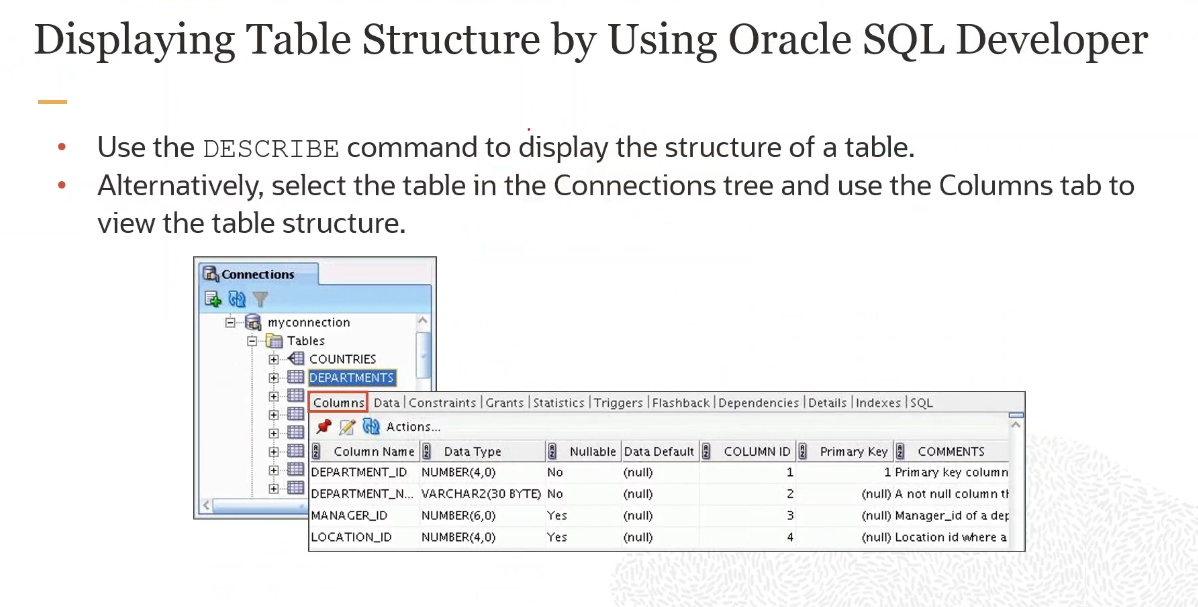 Displaying Table Structure by Using Oracle SQL Developer
• Use the DESCRIBE command to display the structure of a table.
• Alternatively, select the table in the Connections tree and use the Columns tab to
view the table structure.
Connections
myconnection
Tables
COUNTRIES
DEPARTMENTS
Columns Data Constraints Grants Statistics Triggers Flashback Dependencies Details Indexes SQL
Actions...
Column Name Data Type Nullable Data Default COLUMN ID Primary Key COMMENTS
DEPARTMENT_ID NUMBER(4,0) No (null) 1 1 Primary key column
DEPARTMENT_N... VARCHAR2(30 BYTE) No (null) 2 (null) A not null column th
MANAGER_ID NUMBER(6,0) Yes (null) 3 (null) Manager_id of a dep
LOCATION_ID NUMBER(4,0) Yes (null) 4 (null) Location id where a